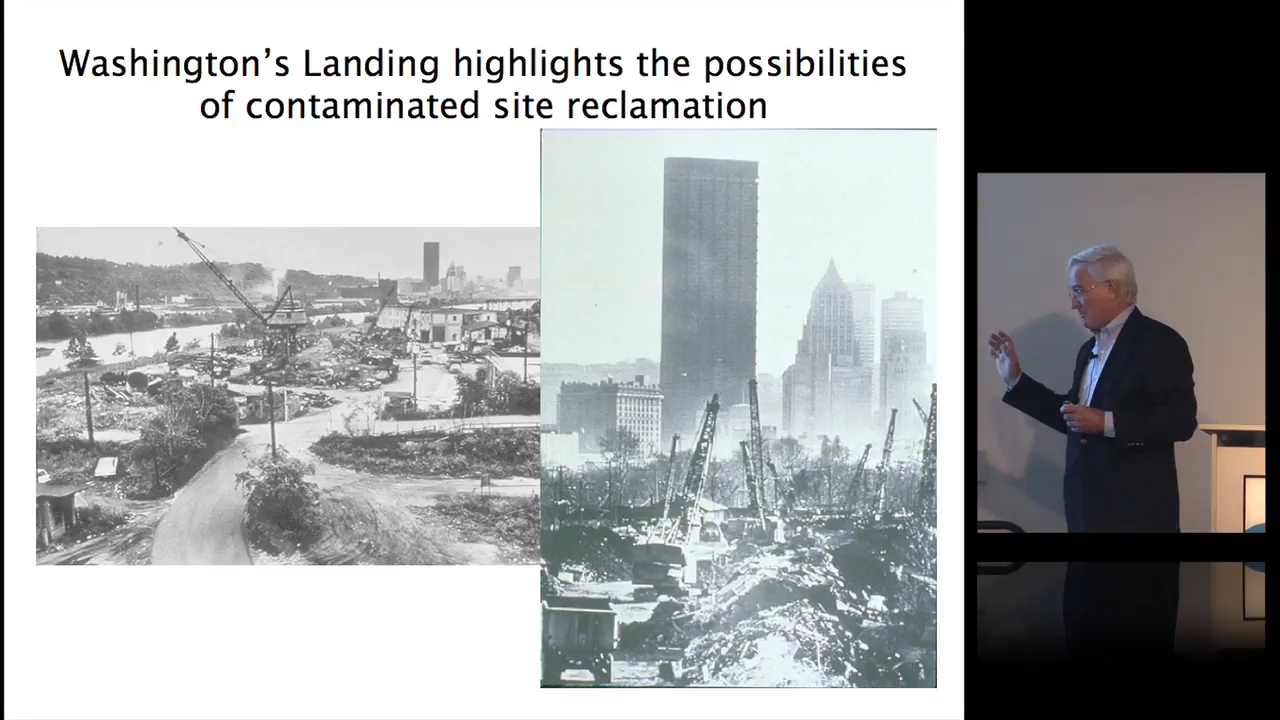 Washington’s Landing highlights the possibilities
of contaminated site reclamation